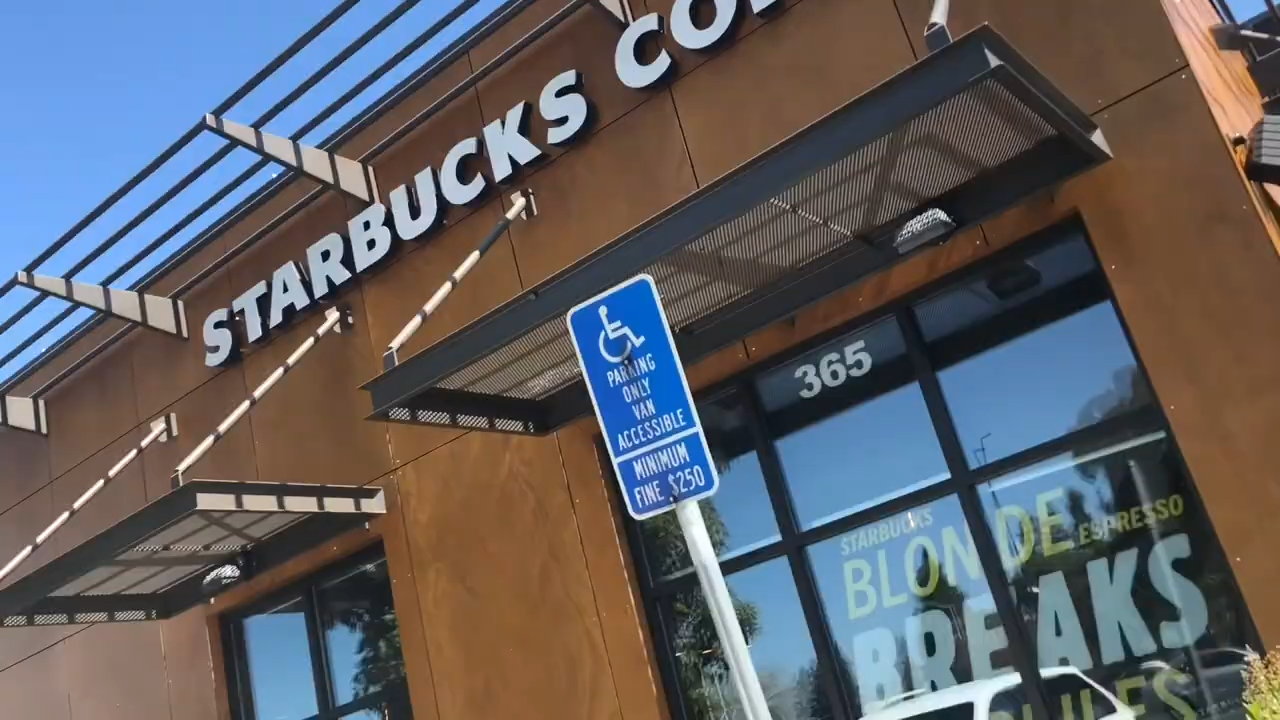 STARBUCKS CO
PARKING
ONLY
VAN
ACCESSIBLE
MINIMUM
FINE $250
365
STARBUCKS
BLONDE ESPRESSO
BREAKS